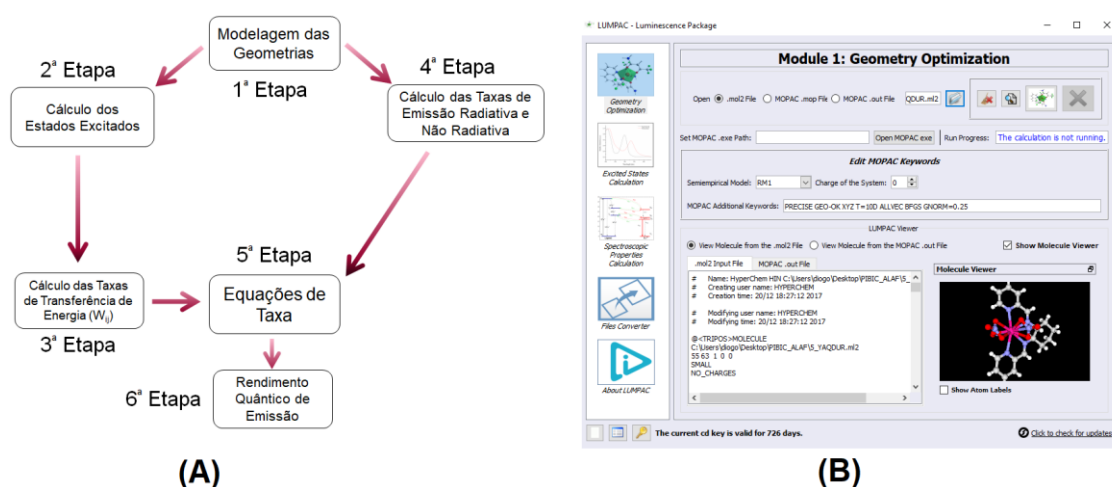 Modelagem das
Geometrias
1ª Etapa
2ª Etapa
Cálculo dos
Estados Excitados
4ª Etapa
Cálculo das Taxas de
Emissão Radiativa e
Não Radiativa
Cálculo das Taxas
de Transferência de
Energia (Wij)
3ª Etapa
5ª Etapa
Equações de
Taxa
6ª Etapa
Rendimento
Quântico de
Emissão
(A)
LUMPAC - Luminescence Package
Geometry
Optimization
Excited States
Calculation
Spectroscopic
Properties
Calculation
Files Converter
About LUMPAC
Module 1: Geometry Optimization
Open .mol2 File MOPAC .mop File MOPAC .out File QDUR.ml2
Set MOPAC .exe Path: Open MOPAC exe Run Progress: The calculation is not running.
Edit MOPAC Keywords
Semiempirical Model: RM1 Charge of the System: 0
MOPAC Additional Keywords: PRECISE GEO-OK XYZ T=10D ALLVEC BFGS GNORM=0.25
LUMPAC Viewer
View Molecule from the .mol2 File View Molecule from the MOPAC .out File Show Molecule Viewer
.mol2 Input File MOPAC .out File
# Name: HyperChem HIN C:\Users\diogo\Desktop\PIBIC_ALAF\5_
# Creating user name: HYPERCHEM
# Creation time: 20/12 18:27:12 2017
# Modifying user name: HYPERCHEM
# Modifying time: 20/12 18:27:12 2017
@<TRIPOS>MOLECULE
C:\Users\diogo\Desktop\PIBIC_ALAF\5_YAQDUR.ml2
55 63 1 0 0
SMALL
NO_CHARGES
Molecule Viewer
Show Atom Labels
The current cd key is valid for 726 days.
Click to check for updates
(B)